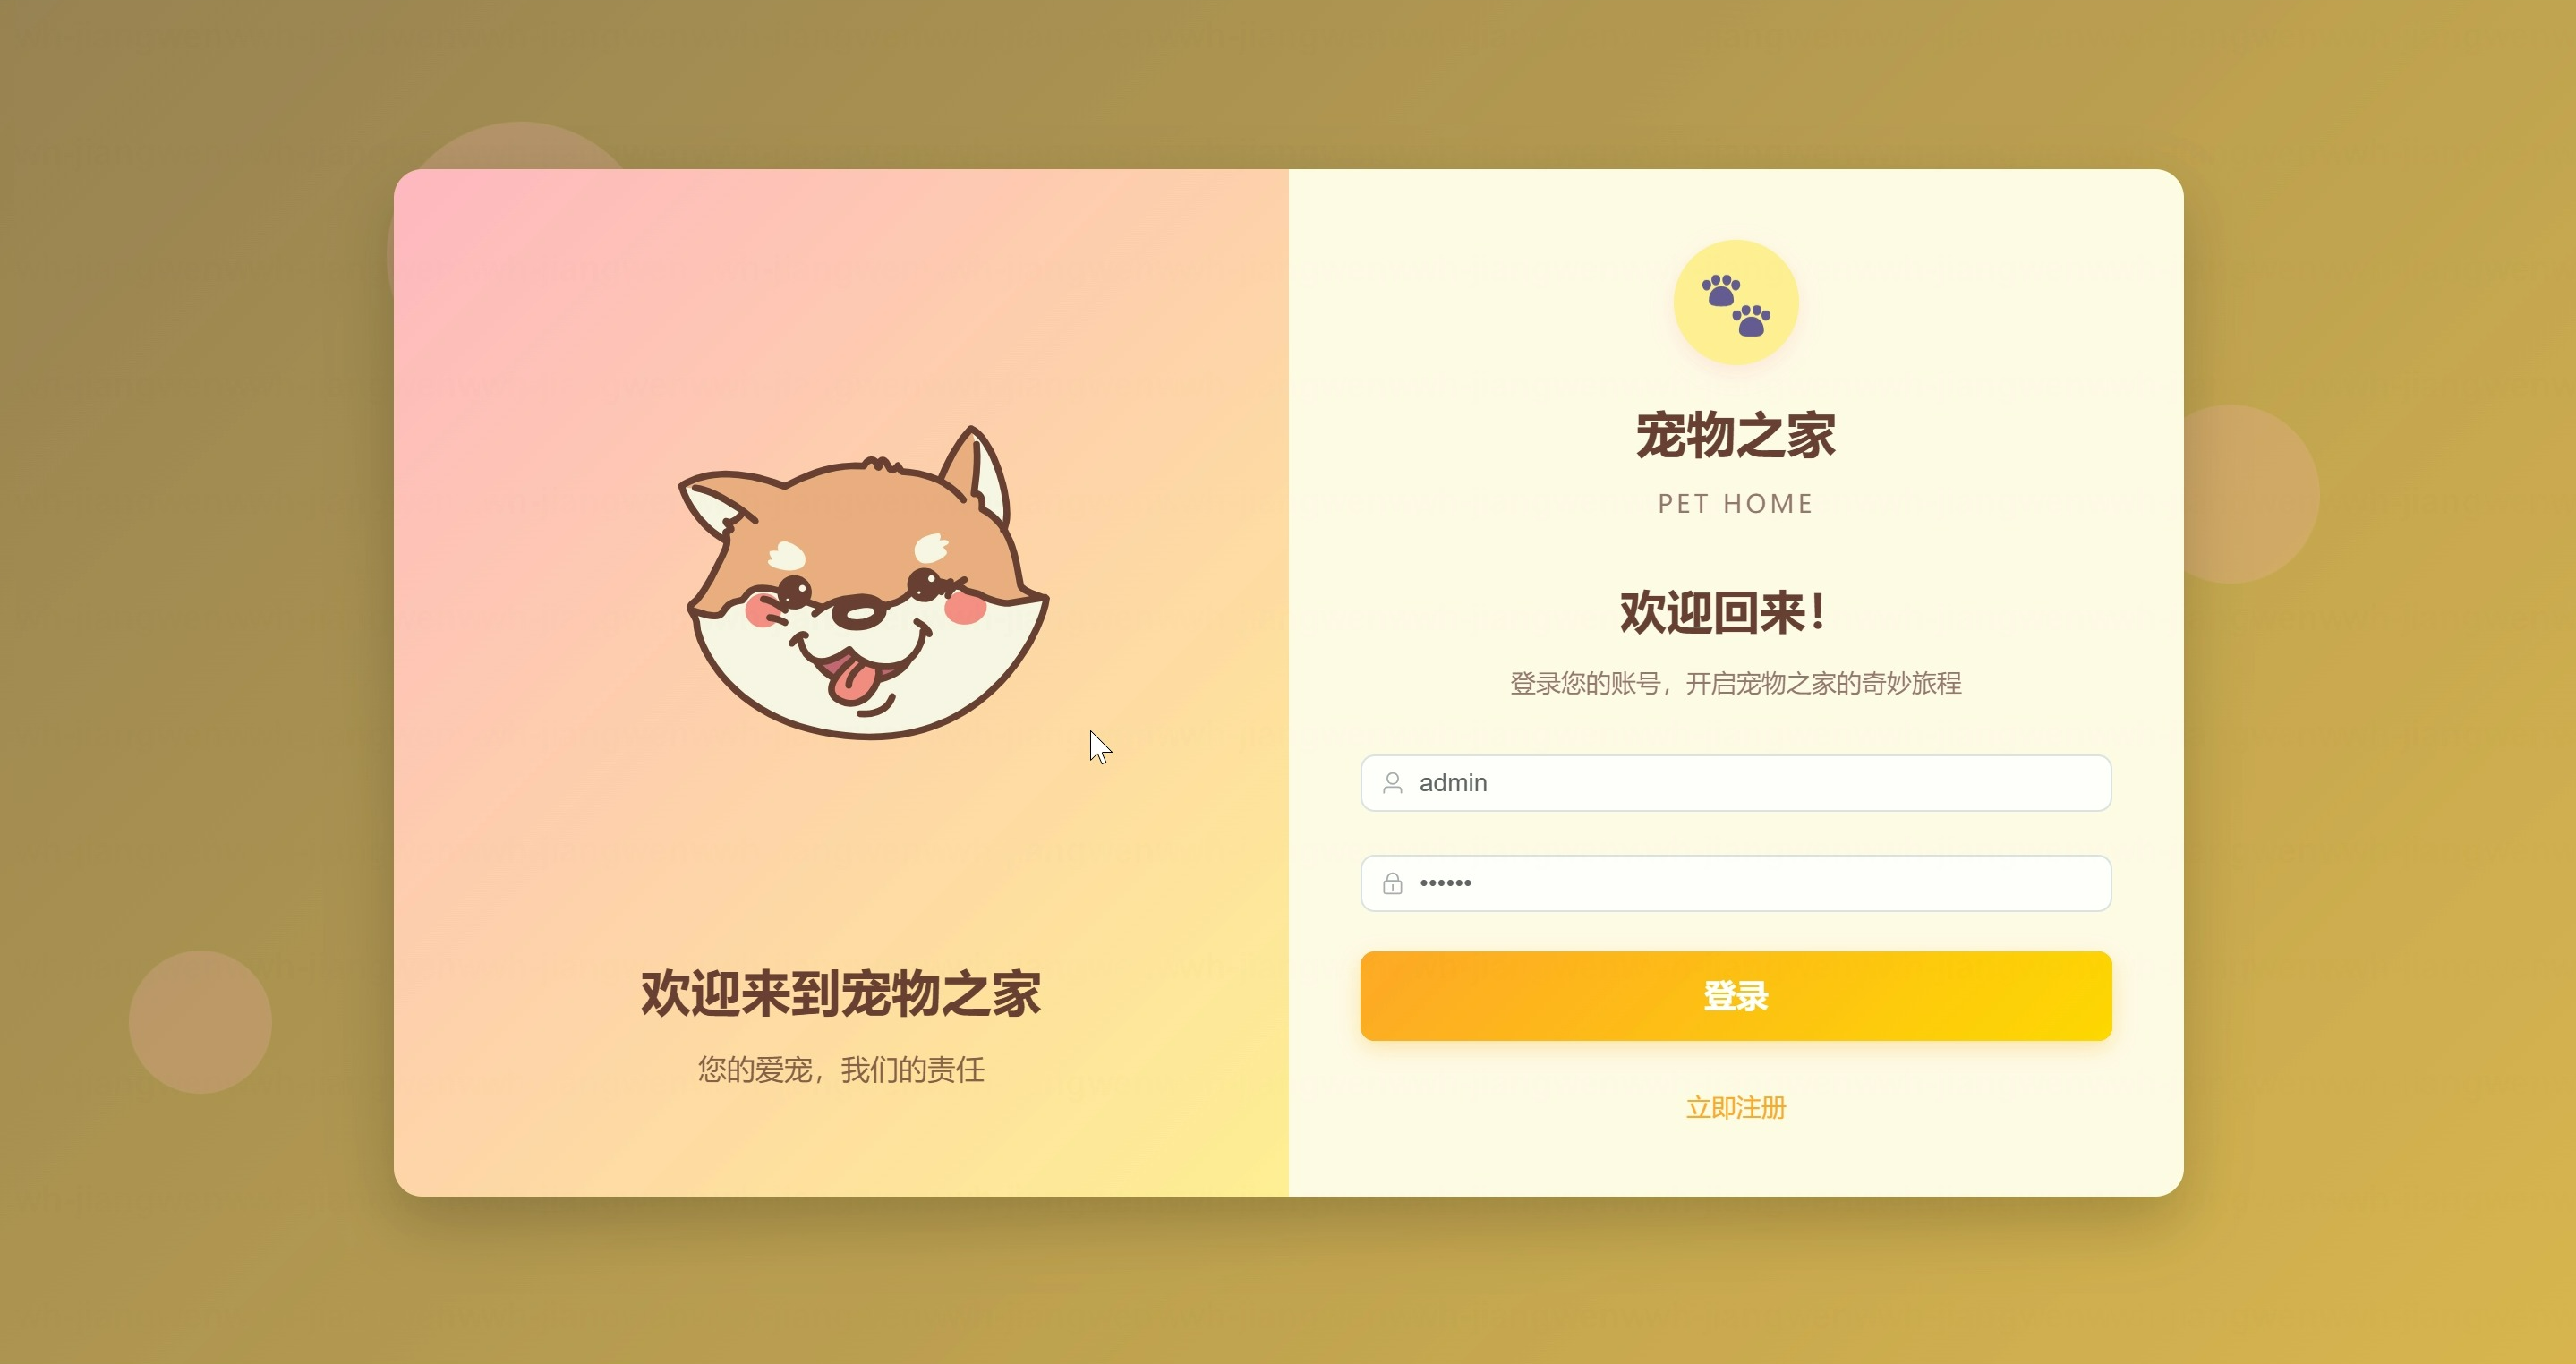 欢迎来到宠物之家
您的爱宠，我们的责任
宠物之家
PET HOME
欢迎回来！
登录您的账号，开启宠物之家的奇妙旅程
admin
••••••
登录
立即注册